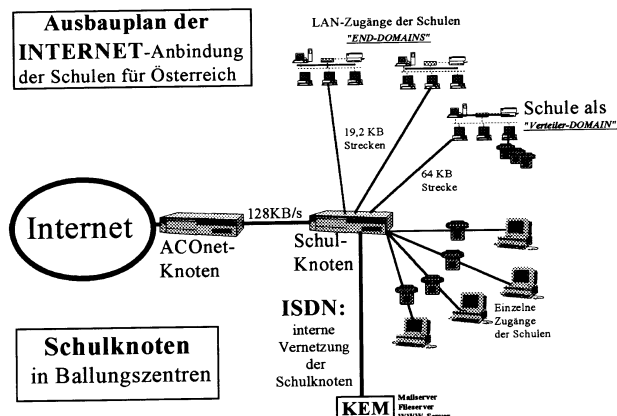 Ausbauplan der
INTERNET-Anbindung
der Schulen für Österreich
LAN-Zugänge der Schulen
"END-DOMAINS"
Schule als
"Verteiler-DOMAIN"
19,2 KB
Strecken
64 KB
Strecke
Internet
128KB/s
ACOnet-
Knoten
Schul-
Knoten
Einzelne
Zugänge
der Schulen
ISDN:
interne
Vernetzung
der
Schulknoten
Schulknoten
in Ballungszentren
KEM
Mailserver
Fileserver
WWW-Server